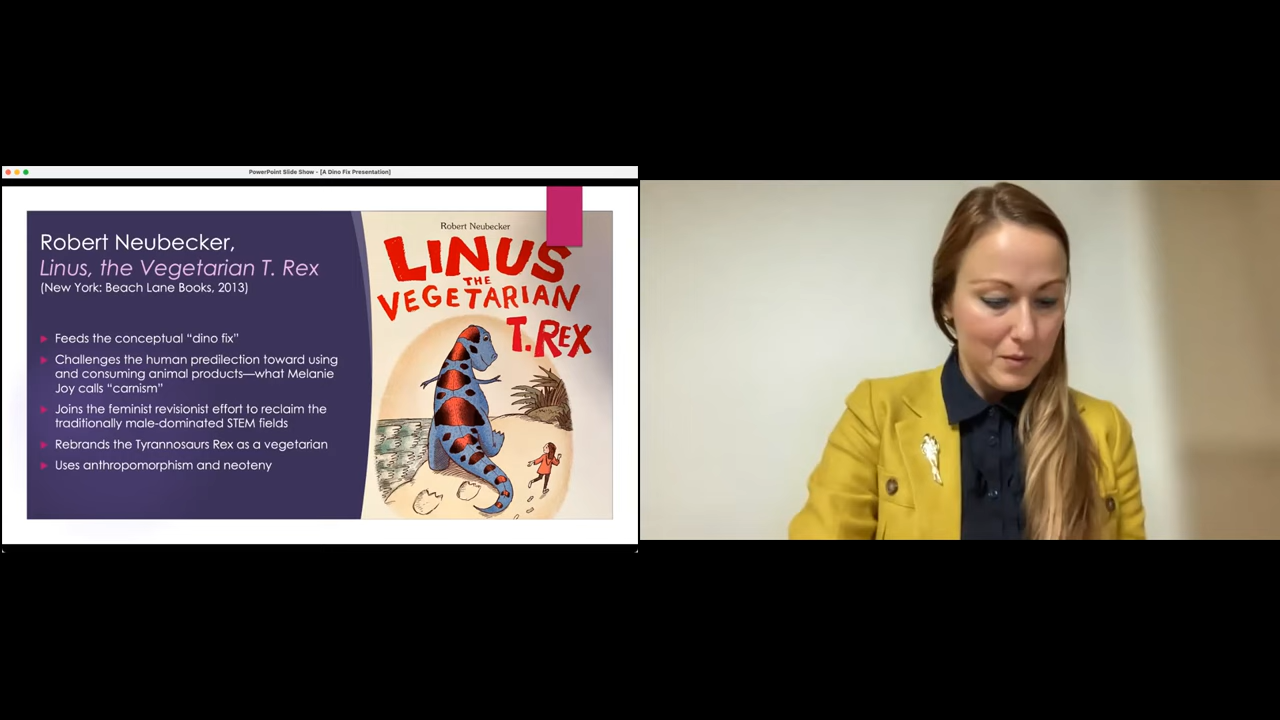 PowerPoint Slide Show - [A Dino Fix Presentation]
Robert Neubecker,
Linus, the Vegetarian T. Rex
(New York: Beach Lane Books, 2013)
Feeds the conceptual “dino fix”
Challenges the human predilection toward using
and consuming animal products—what Melanie
Joy calls “carnism”
Joins the feminist revisionist effort to reclaim the
traditionally male-dominated STEM fields
Rebrands the Tyrannosaurs Rex as a vegetarian
Uses anthropomorphism and neoteny
Robert Neubecker
LINUS
THE
VEGETARIAN
T.REX